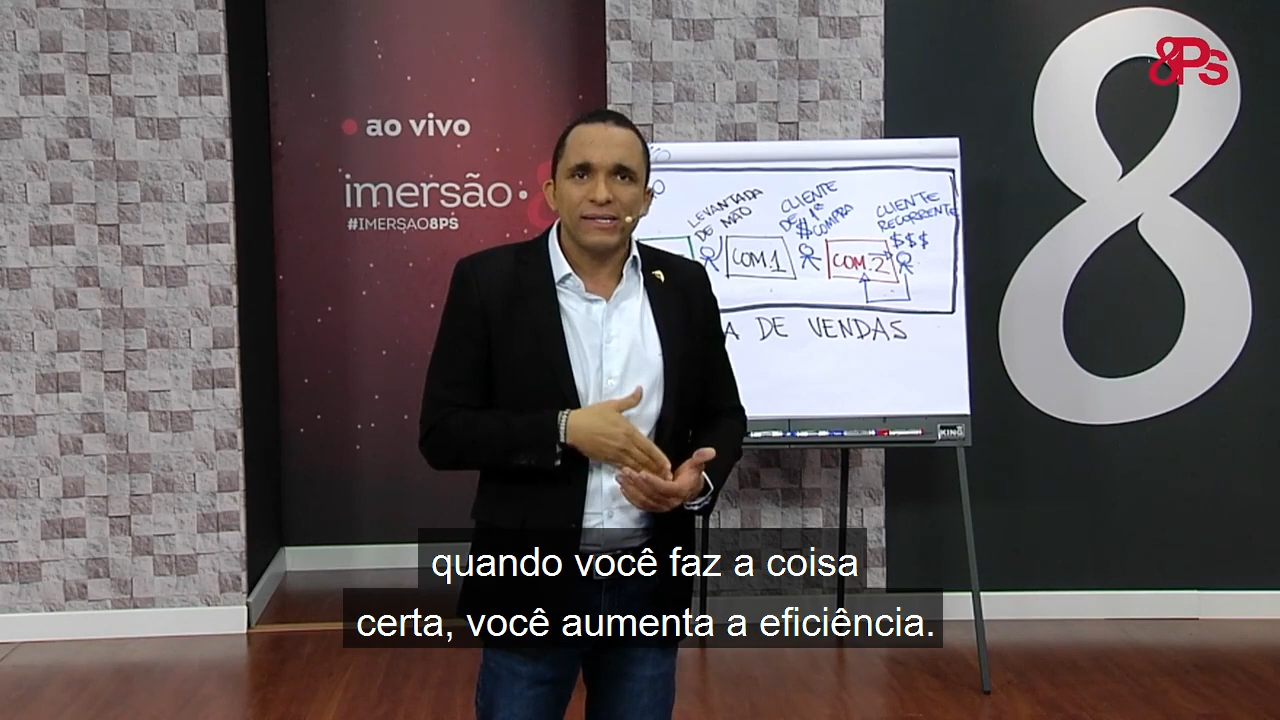 8Ps
8
ao vivo
imersão
#IMERSAO8PS
LEVANTADA
DE MÃO
CLIENTE
DE 1ª
COMPRA
$
CLIENTE
RECORRENTE
$$$
COM.1
COM.2
DE VENDAS
KING
quando você faz a coisa
certa, você aumenta a eficiência.